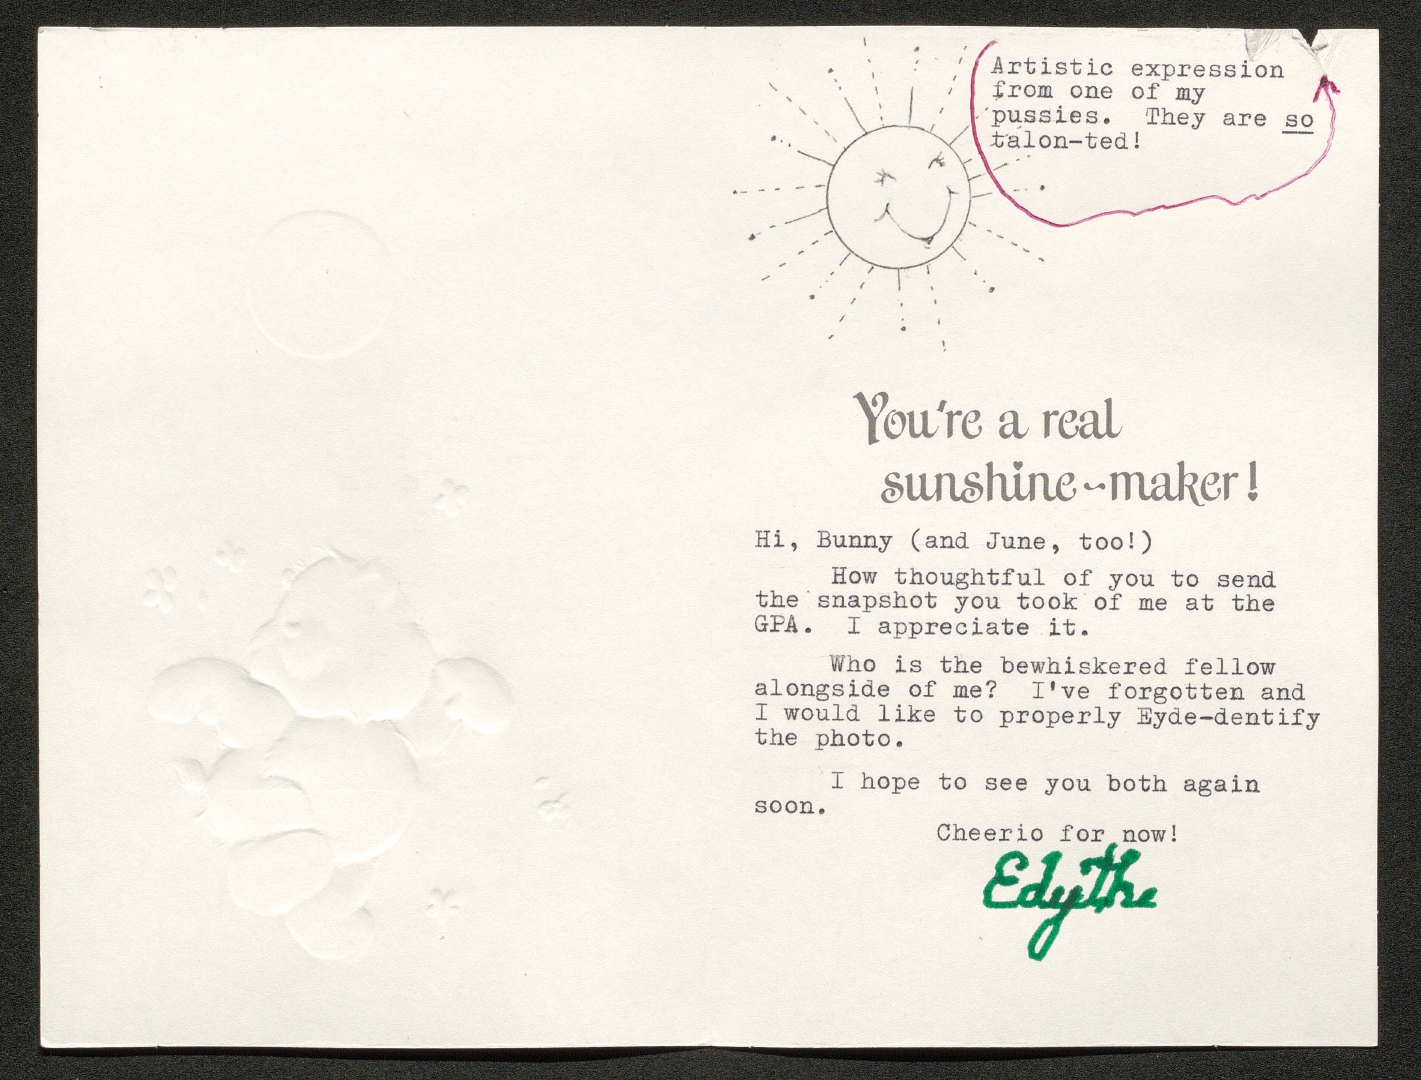 Artistic expression
from one of my
pussies.  They are so
talon-ted!
You're a real
sunshine~maker!
Hi, Bunny (and June, too!)
How thoughtful of you to send
the snapshot you took of me at the
GPA.  I appreciate it.
Who is the bewhiskered fellow
alongside of me?  I've forgotten and
I would like to properly Eyde-dentify
the photo.
I hope to see you both again
soon.
Cheerio for now!
Edythe